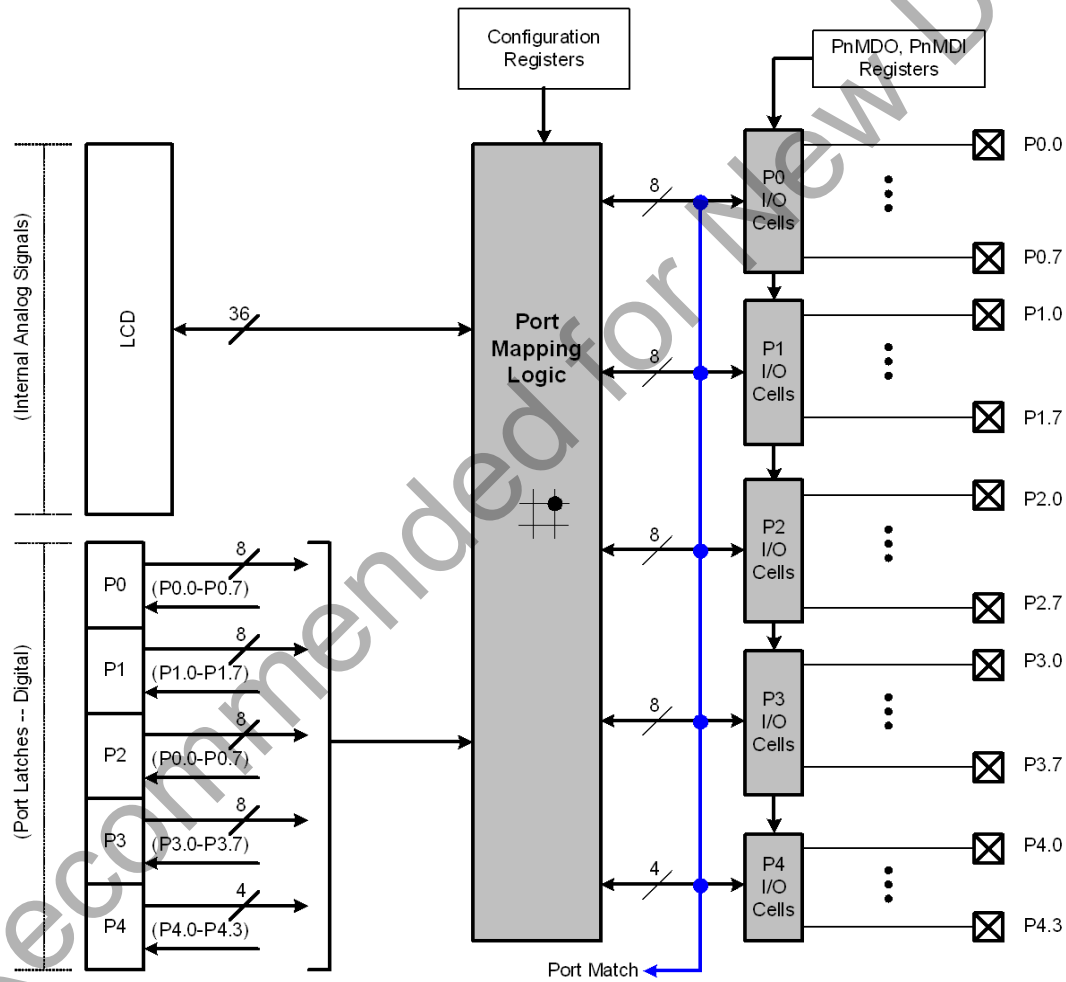 Configuration
Registers
PnMDO, PnMDI
Registers
(Internal Analog Signals)
LCD
36
Port
Mapping
Logic
8
P0
I/O
Cells
P0.0
P0.7
8
P1
I/O
Cells
P1.0
P1.7
8
P2
I/O
Cells
P2.0
P2.7
8
P3
I/O
Cells
P3.0
P3.7
4
P4
I/O
Cells
P4.0
P4.3
(Port Latches -- Digital)
P0
8
(P0.0-P0.7)
P1
8
(P1.0-P1.7)
P2
8
(P0.0-P0.7)
P3
8
(P3.0-P3.7)
P4
4
(P4.0-P4.3)
Port Match
ecommended for New D